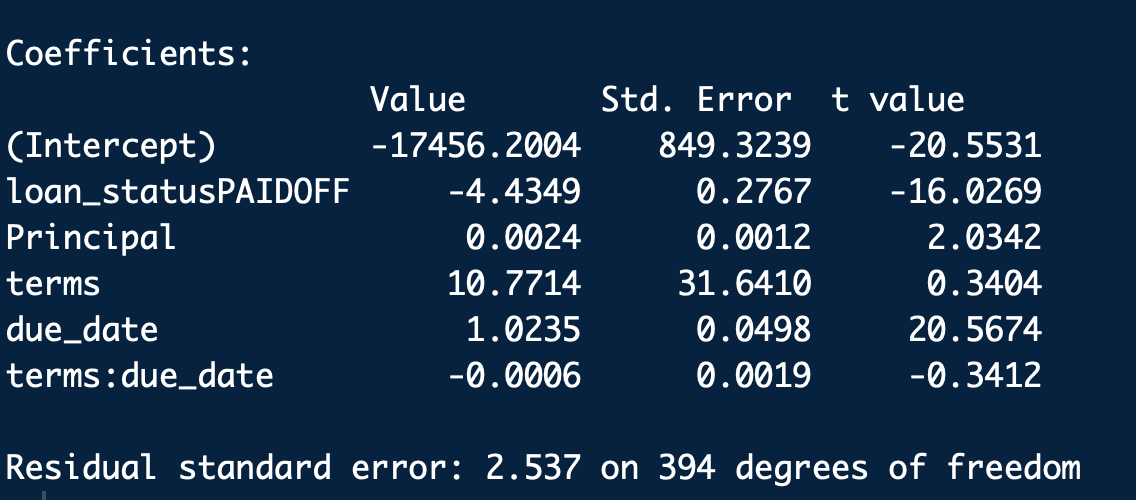 Coefficients:
Value Std. Error t value
(Intercept) -17456.2004 849.3239 -20.5531
loan_statusPAIDOFF -4.4349 0.2767 -16.0269
Principal 0.0024 0.0012 2.0342
terms 10.7714 31.6410 0.3404
due_date 1.0235 0.0498 20.5674
terms:due_date -0.0006 0.0019 -0.3412
Residual standard error: 2.537 on 394 degrees of freedom